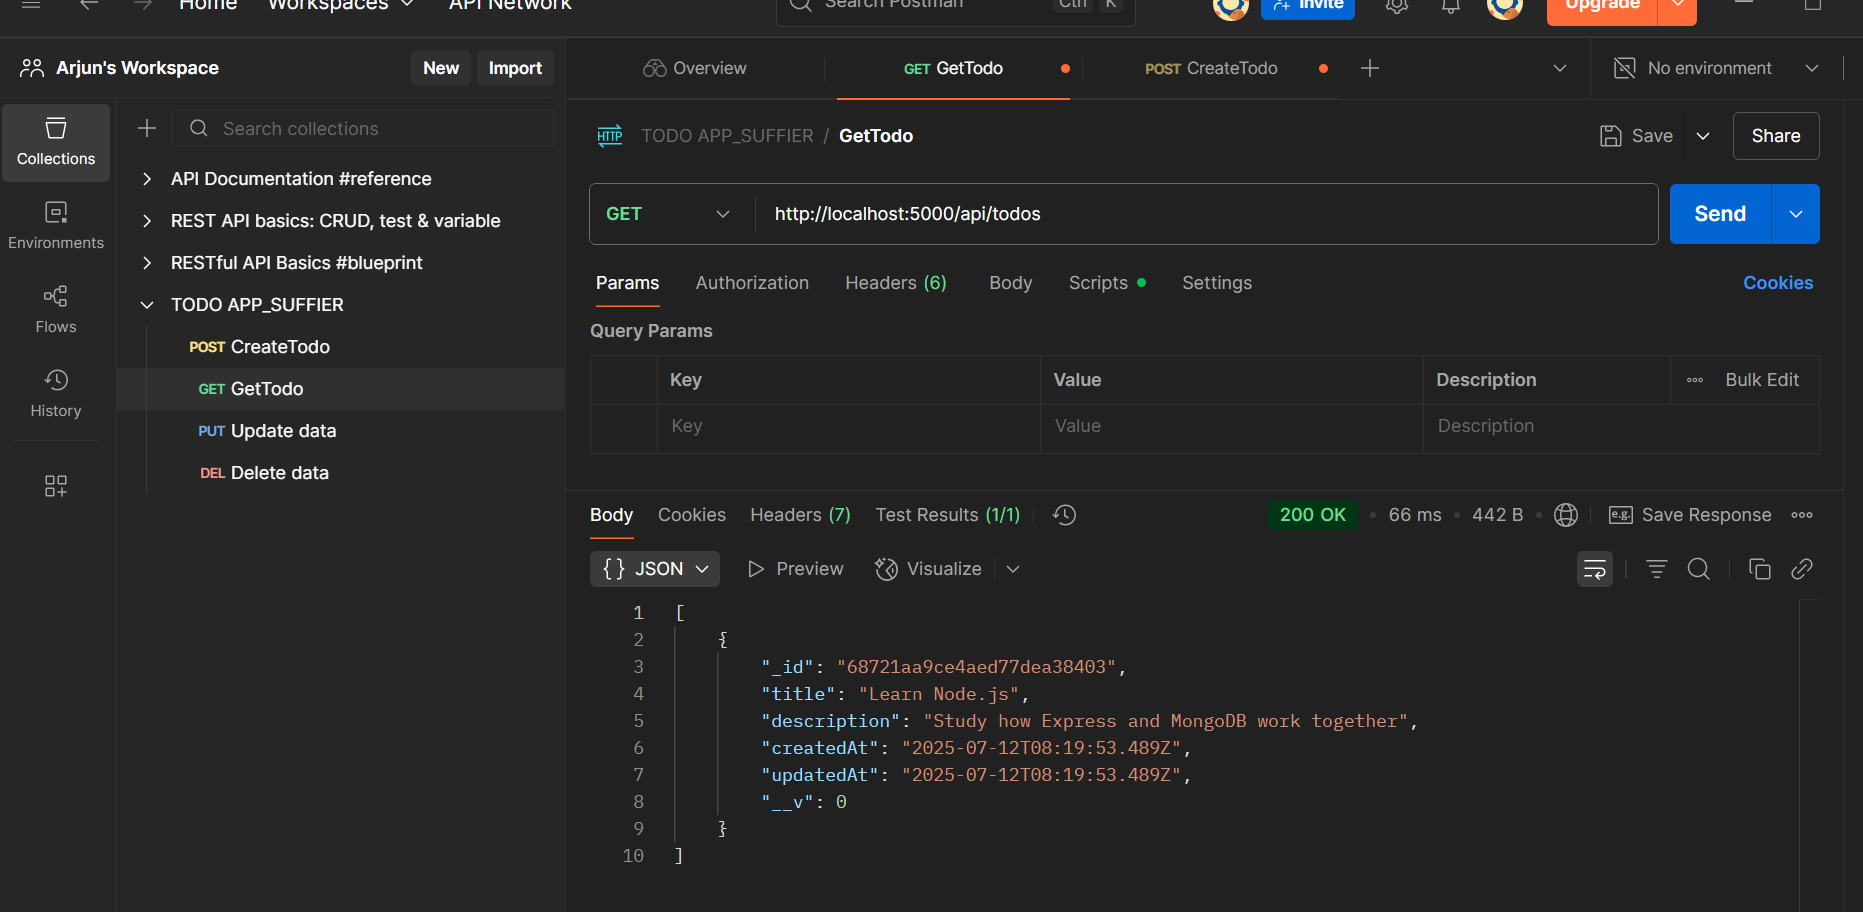 Home Workspaces API Network Search Postman Ctrl K Invite Upgrade
Arjun's Workspace New Import
Overview GET GetTodo POST CreateTodo No environment
Collections
Environments
Flows
History
Search collections
API Documentation #reference
REST API basics: CRUD, test & variable
RESTful API Basics #blueprint
TODO APP_SUFFIER
POST CreateTodo
GET GetTodo
PUT Update data
DEL Delete data
HTTP TODO APP_SUFFIER / GetTodo Save Share
GET http://localhost:5000/api/todos Send
Params Authorization Headers (6) Body Scripts Settings Cookies
Query Params
Key Value Description Bulk Edit
Key Value Description
Body Cookies Headers (7) Test Results (1/1) 200 OK • 66 ms • 442 B • e.g. Save Response
{} JSON Preview Visualize
1 [
2 {
3 "_id": "68721aa9ce4aed77dea38403",
4 "title": "Learn Node.js",
5 "description": "Study how Express and MongoDB work together",
6 "createdAt": "2025-07-12T08:19:53.489Z",
7 "updatedAt": "2025-07-12T08:19:53.489Z",
8 "__v": 0
9 }
10 ]